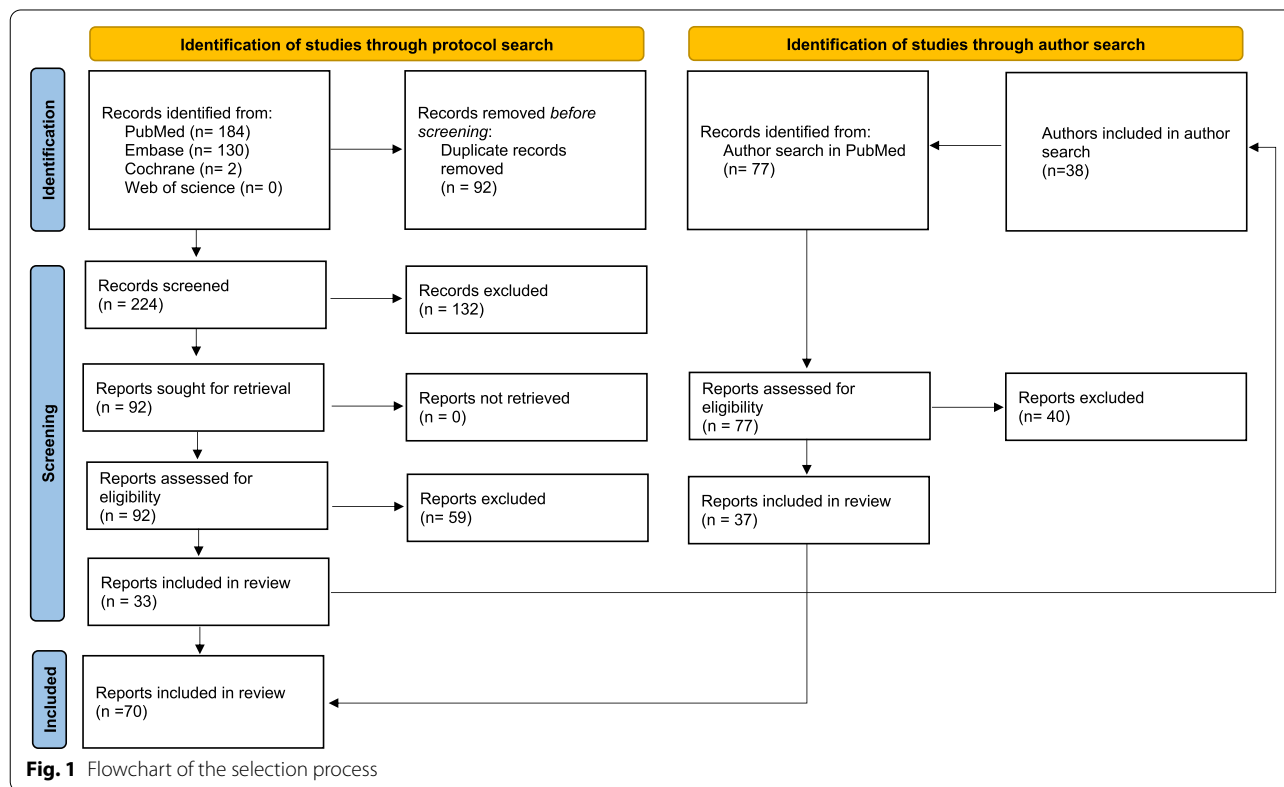 Identification of studies through protocol search
Identification of studies through author search
Identification
Records identified from:
PubMed (n= 184)
Embase (n= 130)
Cochrane (n= 2)
Web of science (n= 0)
Records removed before
screening:
Duplicate records
removed
(n = 92)
Records identified from:
Author search in PubMed
(n= 77)
Authors included in author
search
(n=38)
Screening
Records screened
(n = 224)
Records excluded
(n = 132)
Reports sought for retrieval
(n = 92)
Reports not retrieved
(n = 0)
Reports assessed for
eligibility
(n = 77)
Reports excluded
(n= 40)
Reports assessed for
eligibility
(n = 92)
Reports excluded
(n= 59)
Reports included in review
(n = 37)
Reports included in review
(n = 33)
Included
Reports included in review
(n =70)
Fig. 1 Flowchart of the selection process